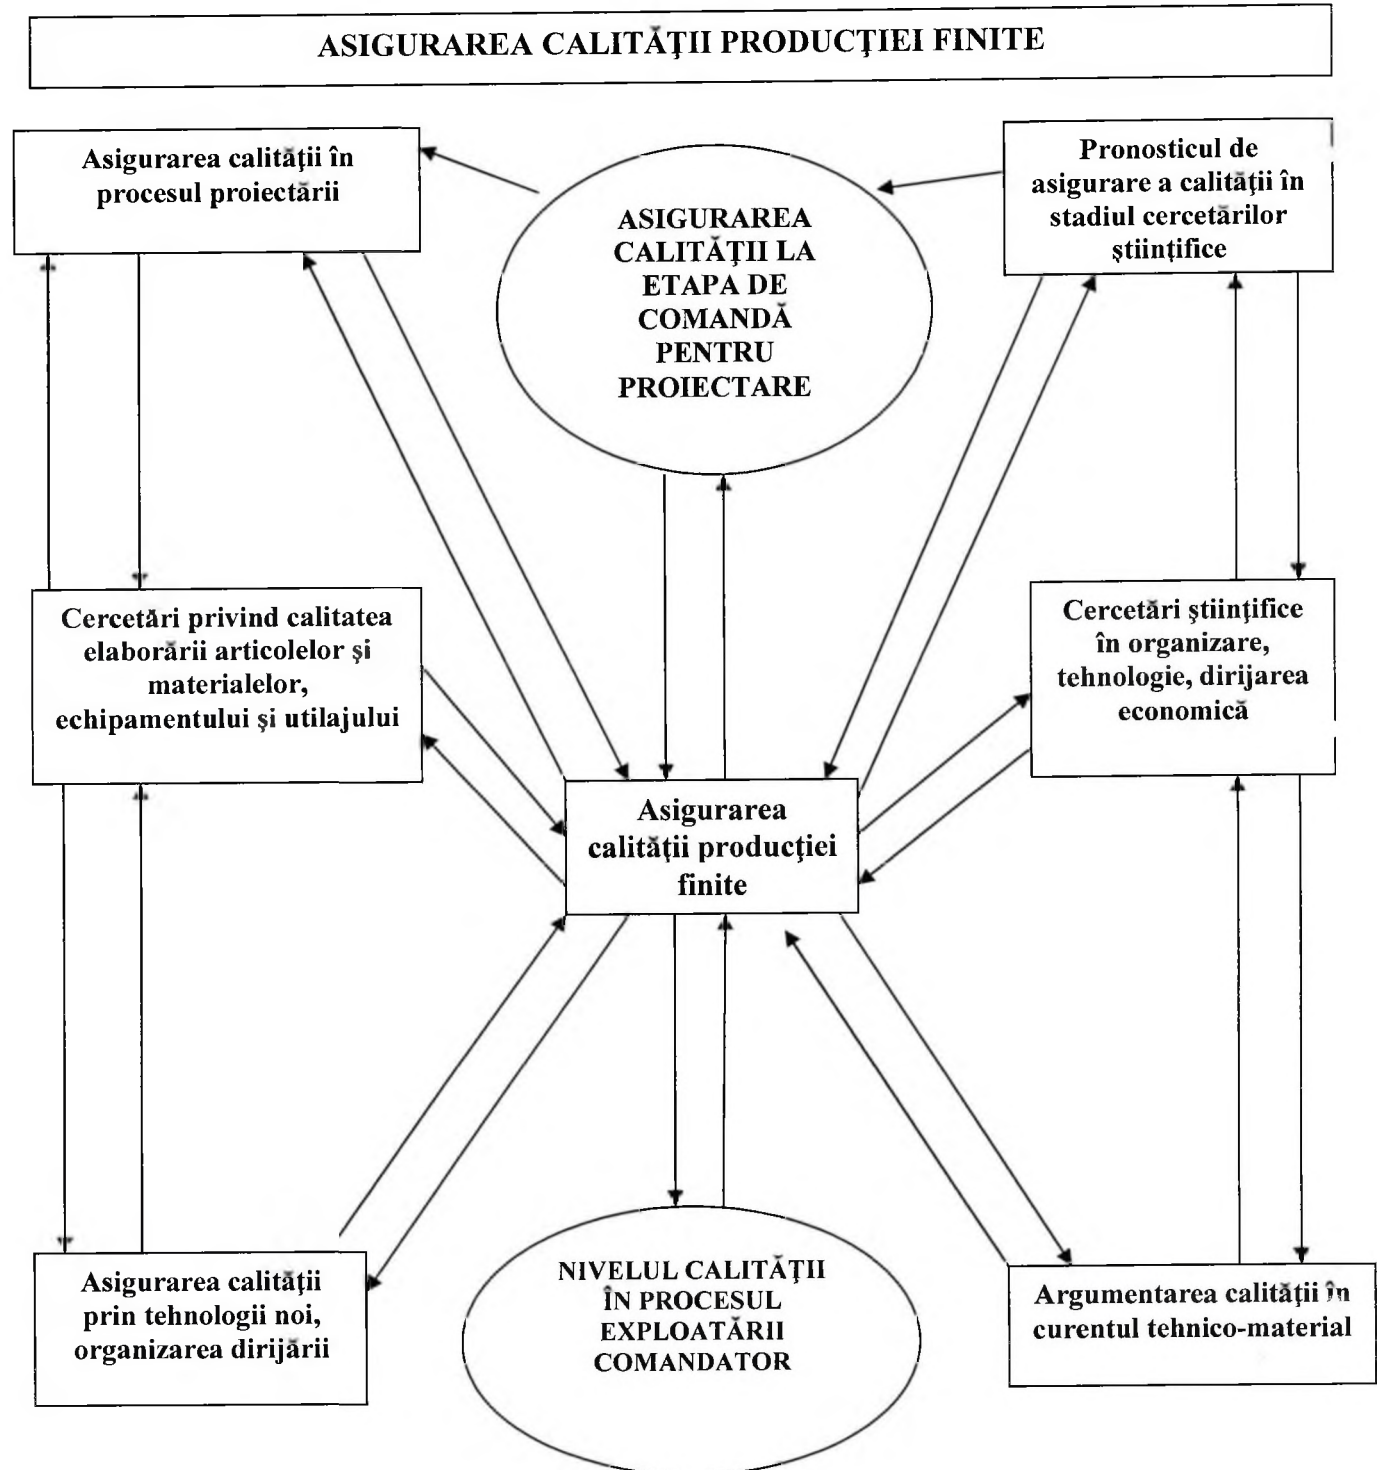 ASIGURAREA CALITĂŢII PRODUCŢIEI FINITE
Asigurarea calităţii în
procesul proiectării
ASIGURAREA
CALITĂŢII LA
ETAPA DE
COMANDĂ
PENTRU
PROIECTARE
Pronosticul de
asigurare a calităţii în
stadiul cercetărilor
ştiinţifice
Cercetări privind calitatea
elaborării articolelor şi
materialelor,
echipamentului şi utilajului
Cercetări ştiinţifice
în organizare,
tehnologie, dirijarea
economică
Asigurarea
calităţii producţiei
finite
Asigurarea calităţii
prin tehnologii noi,
organizarea dirijării
NIVELUL CALITĂŢII
ÎN PROCESUL
EXPLOATĂRII
COMANDATOR
Argumentarea calităţii în
curentul tehnico-material